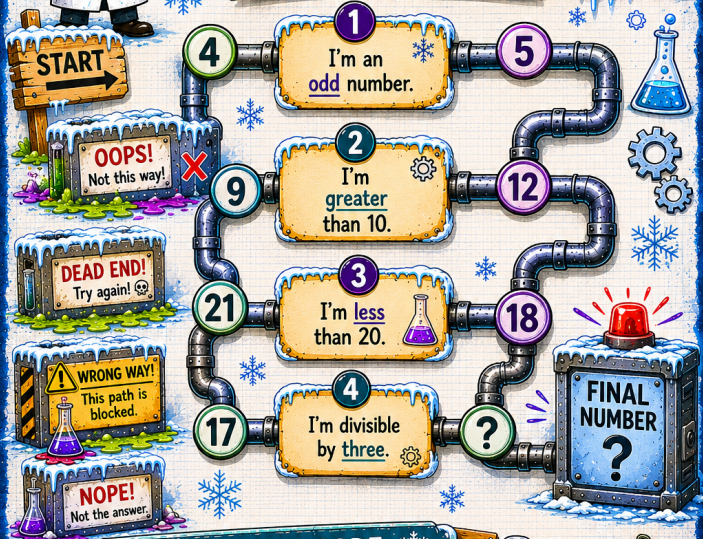 START
1
4
I'm an
odd number.
5
OOPS!
Not this way!
2
9
I'm
greater
than 10.
12
DEAD END!
Try again!
3
21
I'm less
than 20.
18
WRONG WAY!
This path is
blocked.
4
17
I'm divisible
by three.
?
FINAL
NUMBER
?
NOPE!
Not the answer.